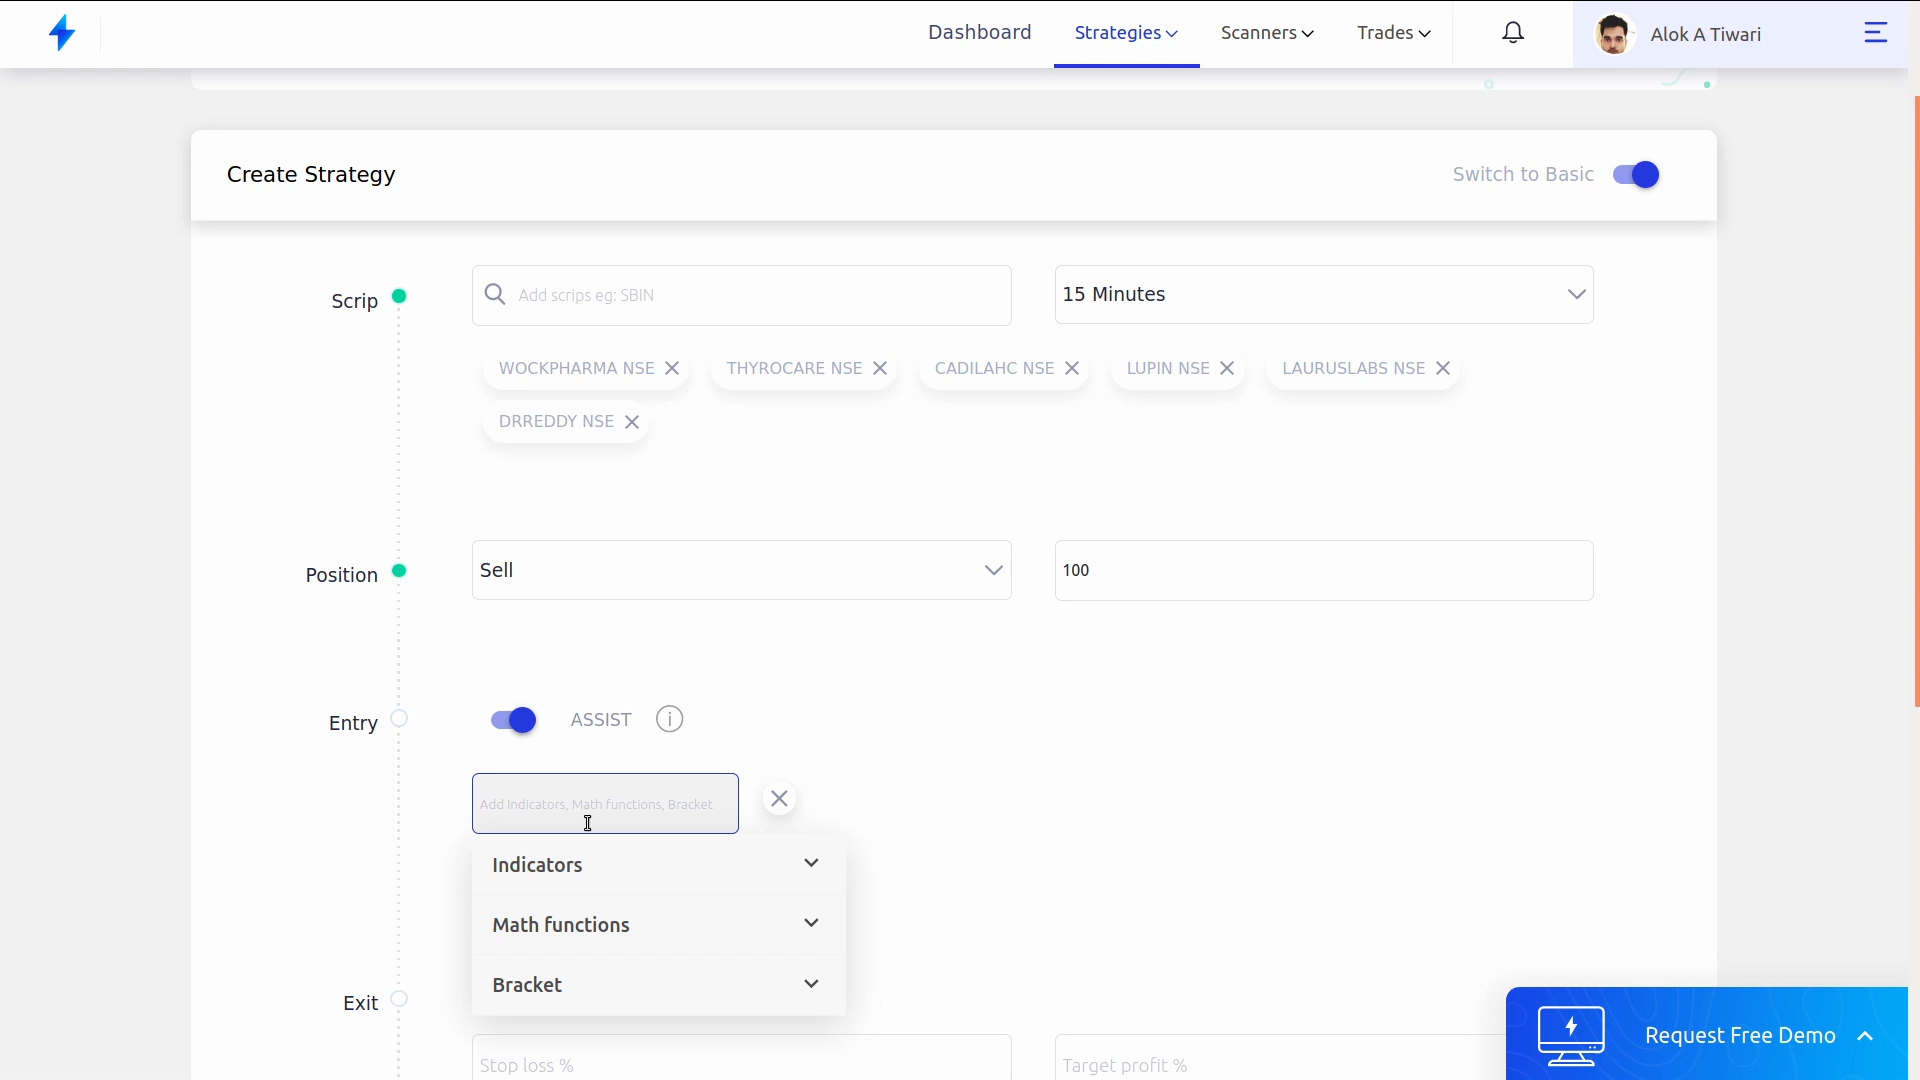 Dashboard Strategies Scanners Trades Alok A Tiwari
Create Strategy Switch to Basic
Scrip Add scrips eg: SBIN 15 Minutes
WOCKPHARMA NSE THYROCARE NSE CADILAHC NSE LUPIN NSE LAURUSLABS NSE
DRREDDY NSE
Position Sell 100
Entry ASSIST
Add Indicators, Math functions, Bracket
Indicators
Math functions
Bracket
Exit
Request Free Demo
Stop loss % Target profit %